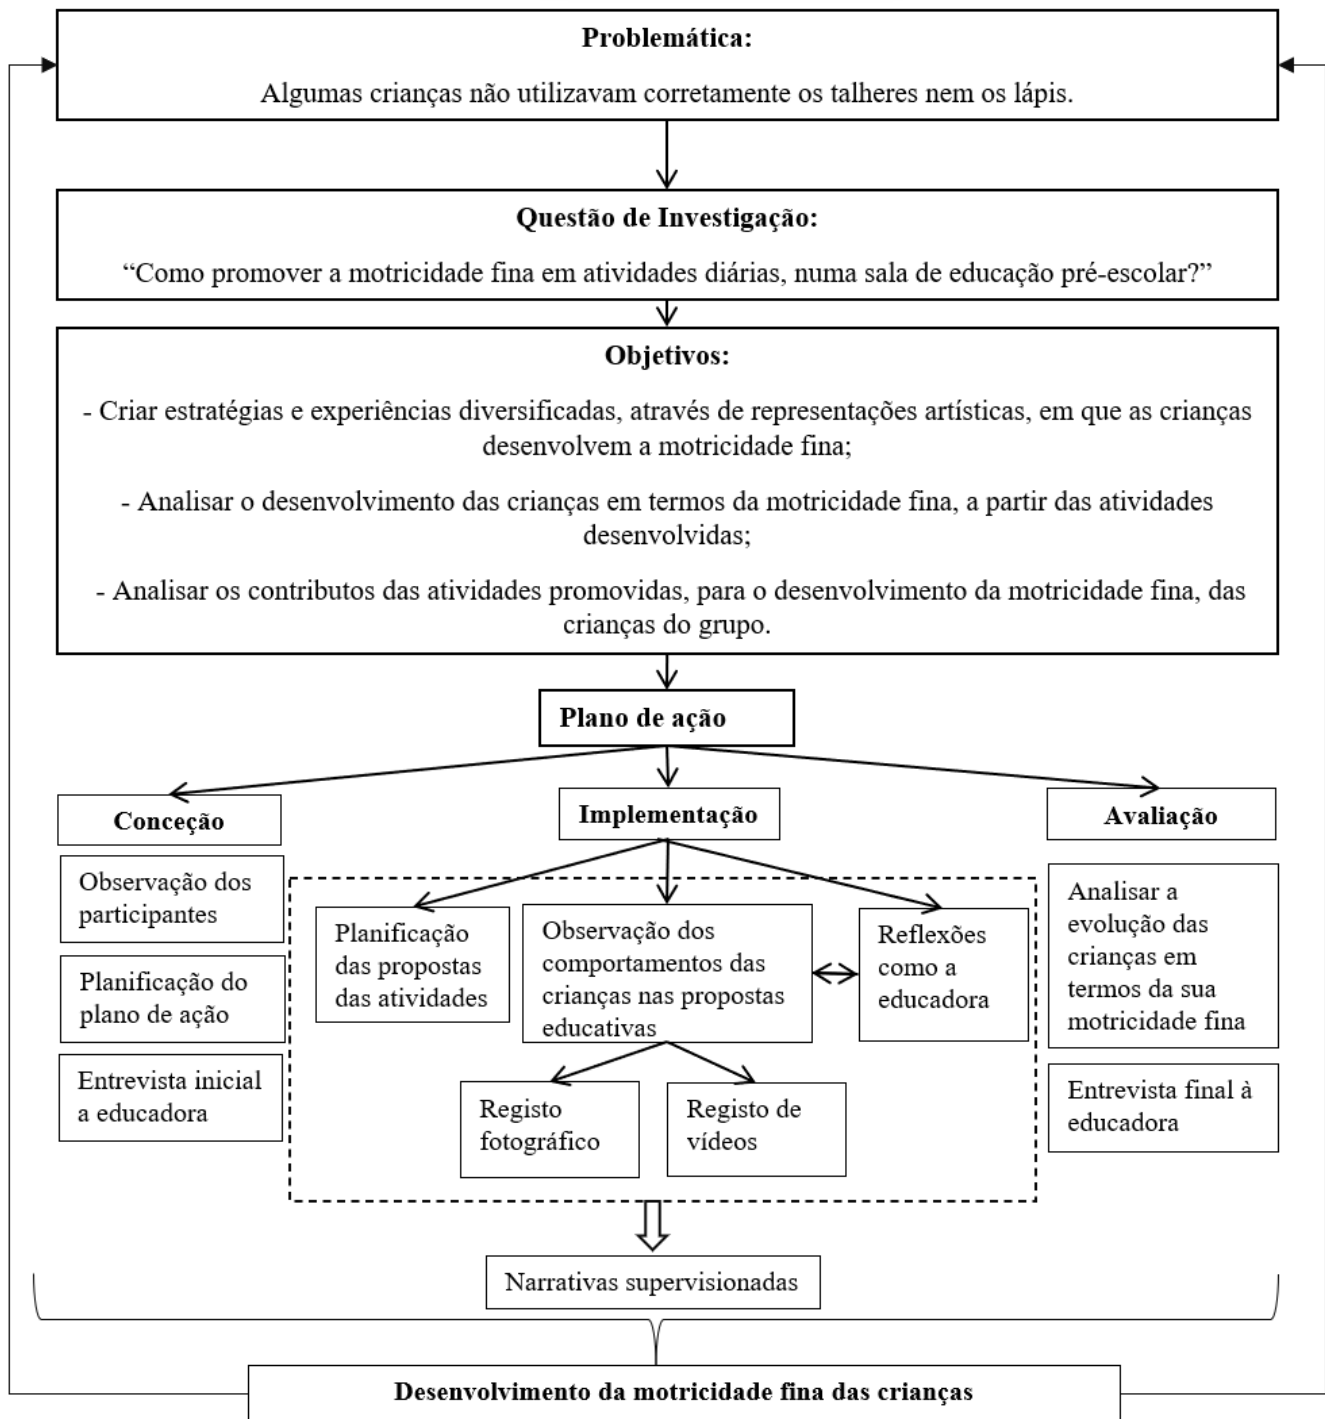 Problemática:
Algumas crianças não utilizavam corretamente os talheres nem os lápis.
Questão de Investigação:
“Como promover a motricidade fina em atividades diárias, numa sala de educação pré-escolar?”
Objetivos:
- Criar estratégias e experiências diversificadas, através de representações artísticas, em que as crianças
desenvolvem a motricidade fina;
- Analisar o desenvolvimento das crianças em termos da motricidade fina, a partir das atividades
desenvolvidas;
- Analisar os contributos das atividades promovidas, para o desenvolvimento da motricidade fina, das
crianças do grupo.
Plano de ação
Conceção
Observação dos
participantes
Planificação do
plano de ação
Entrevista inicial
a educadora
Implementação
Planificação
das propostas
das atividades
Observação dos
comportamentos das
crianças nas propostas
educativas
Reflexões
como a
educadora
Registo
fotográfico
Registo de
vídeos
Avaliação
Analisar a
evolução das
crianças em
termos da sua
motricidade fina
Entrevista final à
educadora
Narrativas supervisionadas
Desenvolvimento da motricidade fina das crianças